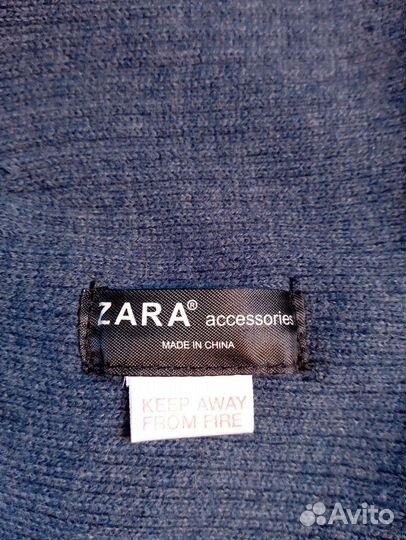 ZARA® accessories
MADE IN CHINA
KEEP AWAY
FROM FIRE
Avito